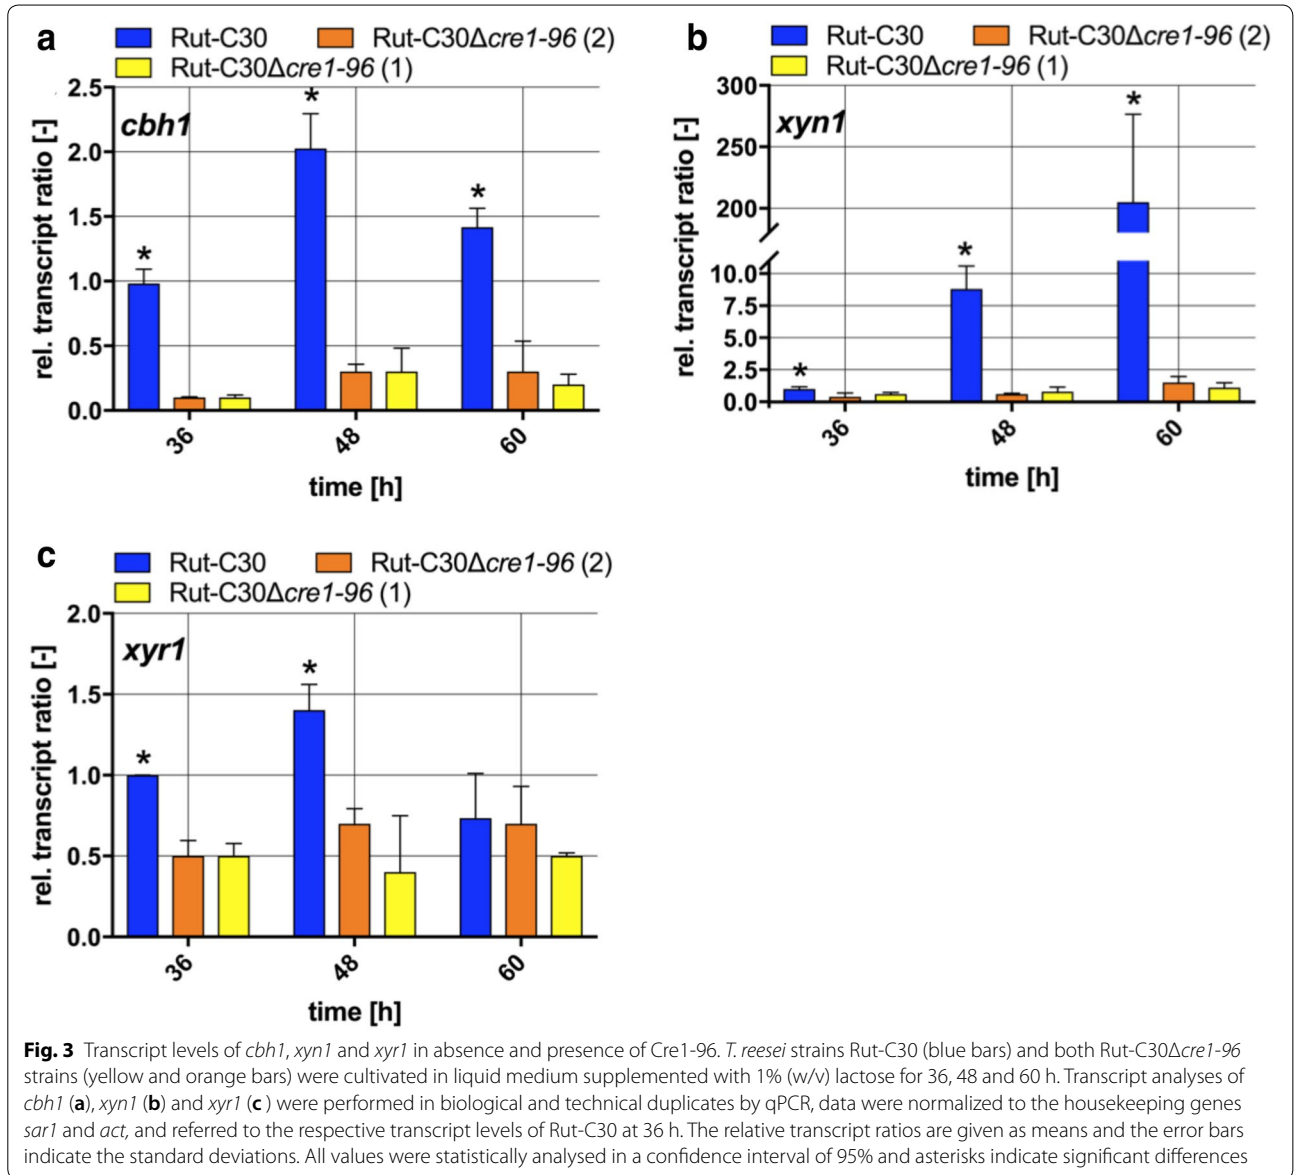 a
Rut-C30 Rut-C30Δcre1-96 (2)
Rut-C30Δcre1-96 (1)
cbh1
rel. transcript ratio [-]
2.5
2.0
1.5
1.0
0.5
0.0
* * *
36 48 60
time [h]
b
Rut-C30 Rut-C30Δcre1-96 (2)
Rut-C30Δcre1-96 (1)
xyn1
rel. transcript ratio [-]
300
250
200
10.0
7.5
5.0
2.5
0.0
* * *
36 48 60
time [h]
c
Rut-C30 Rut-C30Δcre1-96 (2)
Rut-C30Δcre1-96 (1)
xyr1
rel. transcript ratio [-]
2.0
1.5
1.0
0.5
0.0
* *
36 48 60
time [h]
Fig. 3 Transcript levels of cbh1, xyn1 and xyr1 in absence and presence of Cre1-96. T. reesei strains Rut-C30 (blue bars) and both Rut-C30Δcre1-96
strains (yellow and orange bars) were cultivated in liquid medium supplemented with 1% (w/v) lactose for 36, 48 and 60 h. Transcript analyses of
cbh1 (a), xyn1 (b) and xyr1 (c ) were performed in biological and technical duplicates by qPCR, data were normalized to the housekeeping genes
sar1 and act, and referred to the respective transcript levels of Rut-C30 at 36 h. The relative transcript ratios are given as means and the error bars
indicate the standard deviations. All values were statistically analysed in a confidence interval of 95% and asterisks indicate significant differences